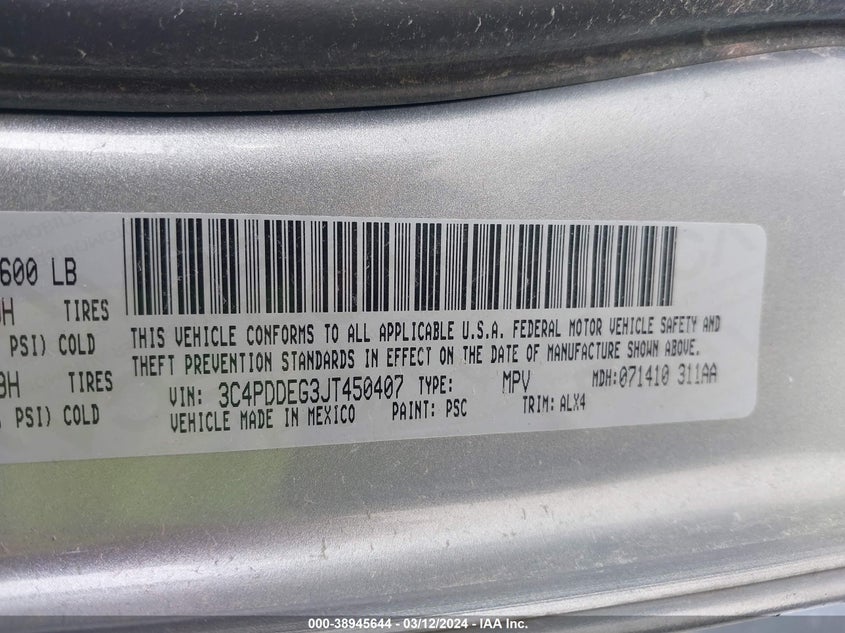 600 LB
H TIRES
PSI) COLD
H TIRES
PSI) COLD
THIS VEHICLE CONFORMS TO ALL APPLICABLE U.S.A. FEDERAL MOTOR VEHICLE SAFETY AND
THEFT PREVENTION STANDARDS IN EFFECT ON THE DATE OF MANUFACTURE SHOWN ABOVE.
VIN: 3C4PDDEG3JT450407 TYPE: MPV MDH:071410 311AA
VEHICLE MADE IN MEXICO PAINT: PSC TRIM: ALX4
000-38945644 - 03/12/2024 - IAA Inc.